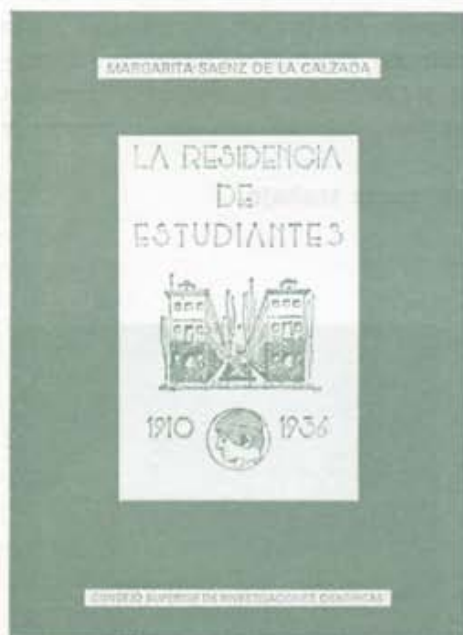 MARGARITA SAENZ DE LA CALZADA
LA RESIDENCIA
DE
ESTUDIANTES
1910 1936
CONSEJO SUPERIOR DE INVESTIGACIONES CIENTIFICAS